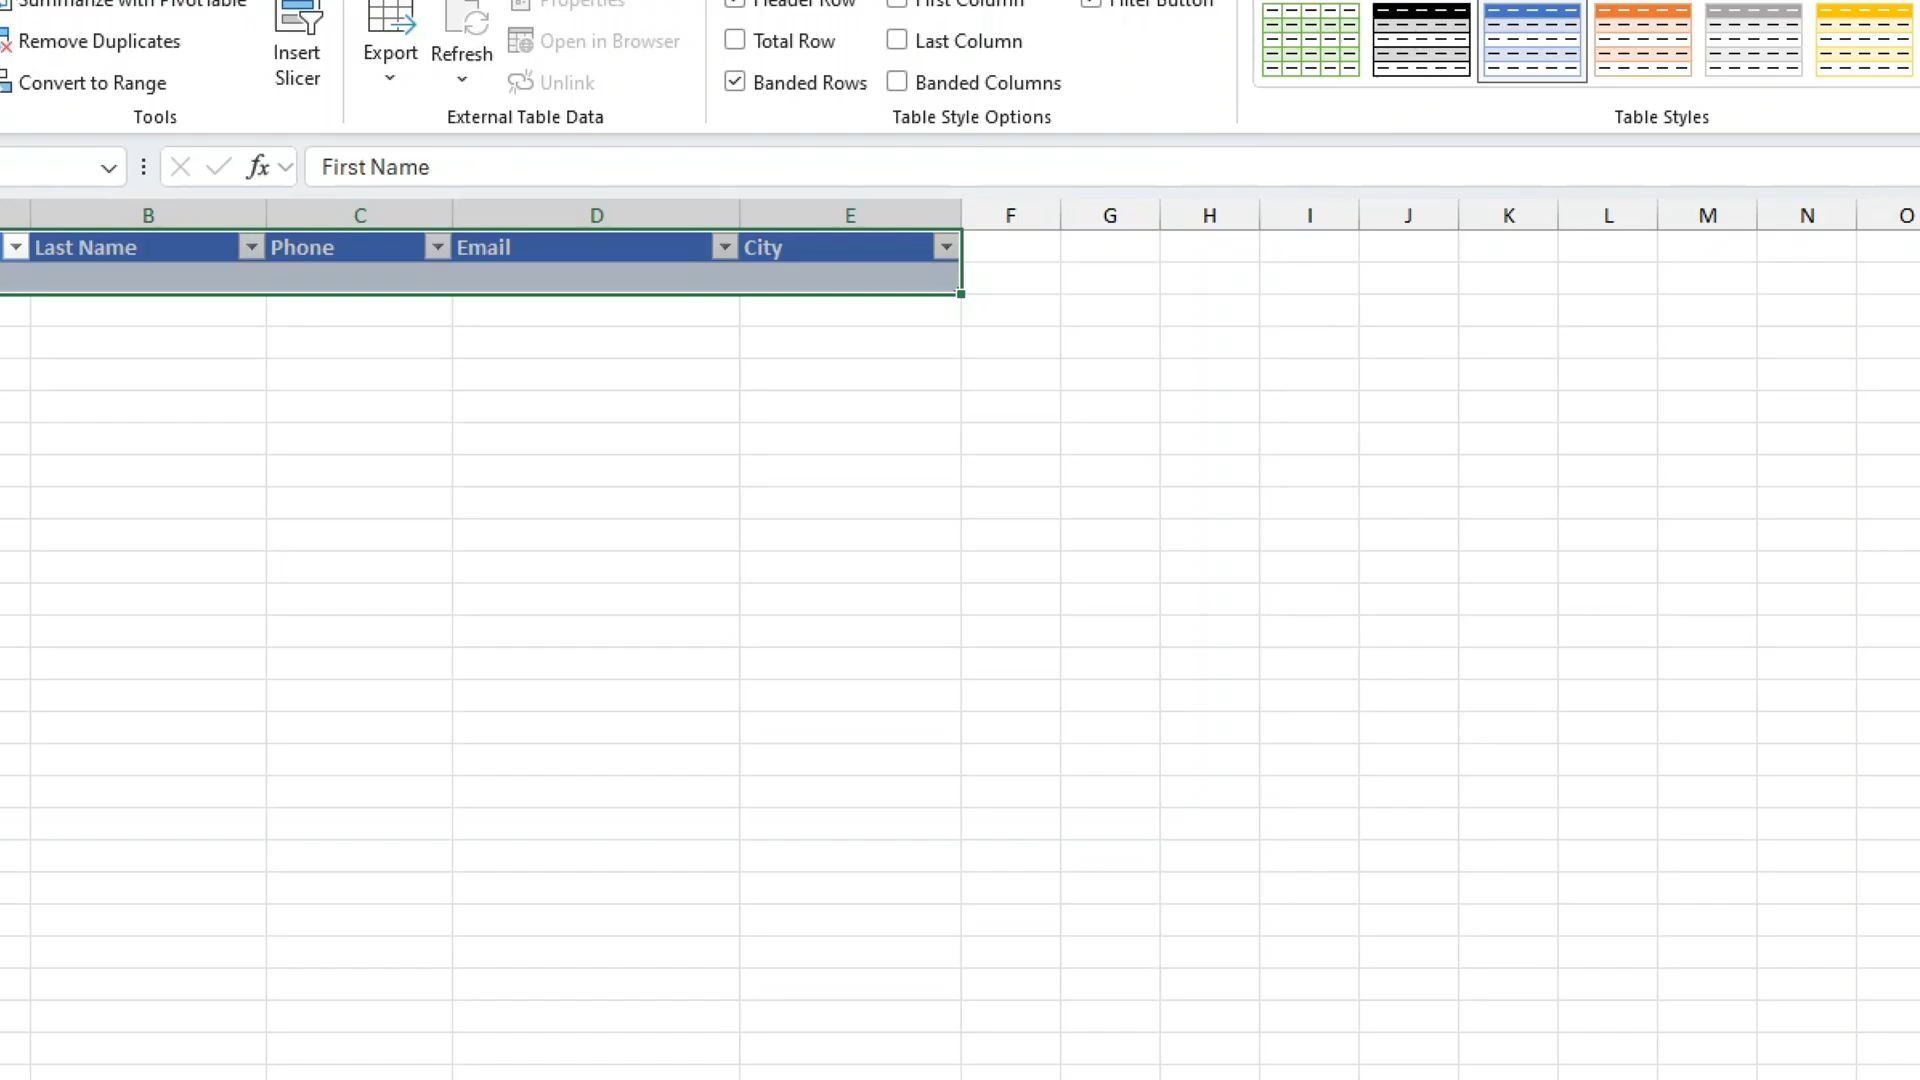 Summarize with PivotTable
Remove Duplicates
Convert to Range
Tools
Insert
Slicer
Export
Refresh
Properties
Open in Browser
Unlink
External Table Data
Header Row
First Column
Filter Button
Total Row
Last Column
Banded Rows
Banded Columns
Table Style Options
Table Styles
fx
First Name
B C D E F G H I J K L M N O
Last Name Phone Email City